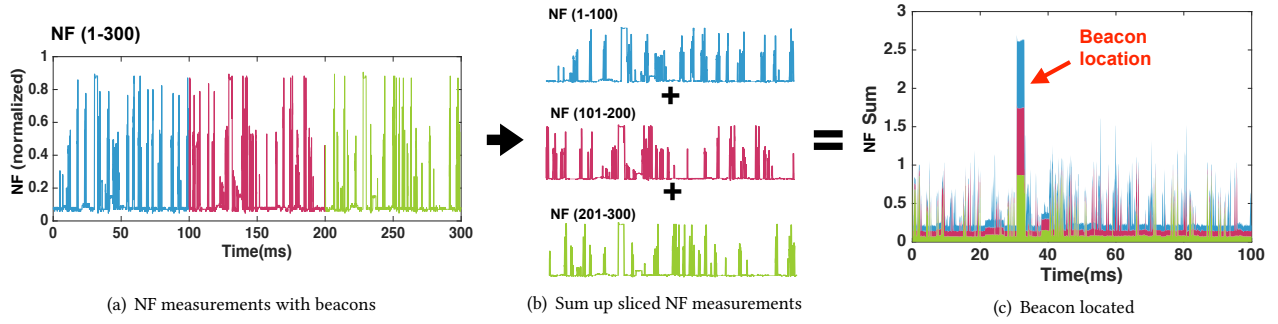 NF (1-300)
NF (normalized)
1
0.8
0.6
0.4
0.2
0
0 50 100 150 200 250 300
Time(ms)
(a) NF measurements with beacons
NF (1-100)
+
NF (101-200)
+
NF (201-300)
(b) Sum up sliced NF measurements
=
NF Sum
3
2.5
2
1.5
1
0.5
0
Beacon
location
0 20 40 60 80 100
Time(ms)
(c) Beacon located